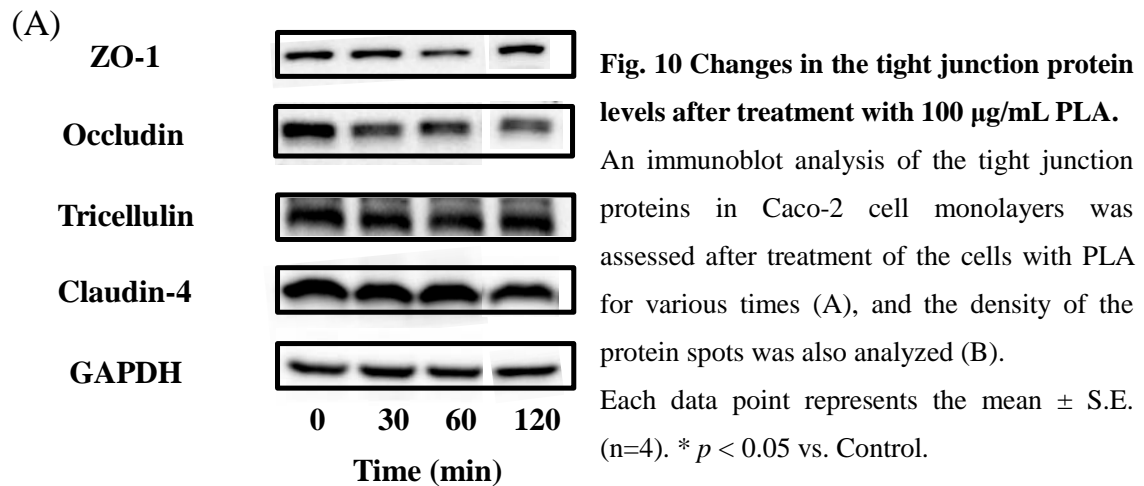 (A)
ZO-1
Occludin
Tricellulin
Claudin-4
GAPDH
0 30 60 120
Time (min)
Fig. 10 Changes in the tight junction protein
levels after treatment with 100 μg/mL PLA.
An immunoblot analysis of the tight junction
proteins in Caco-2 cell monolayers was
assessed after treatment of the cells with PLA
for various times (A), and the density of the
protein spots was also analyzed (B).
Each data point represents the mean ± S.E.
(n=4). * p < 0.05 vs. Control.